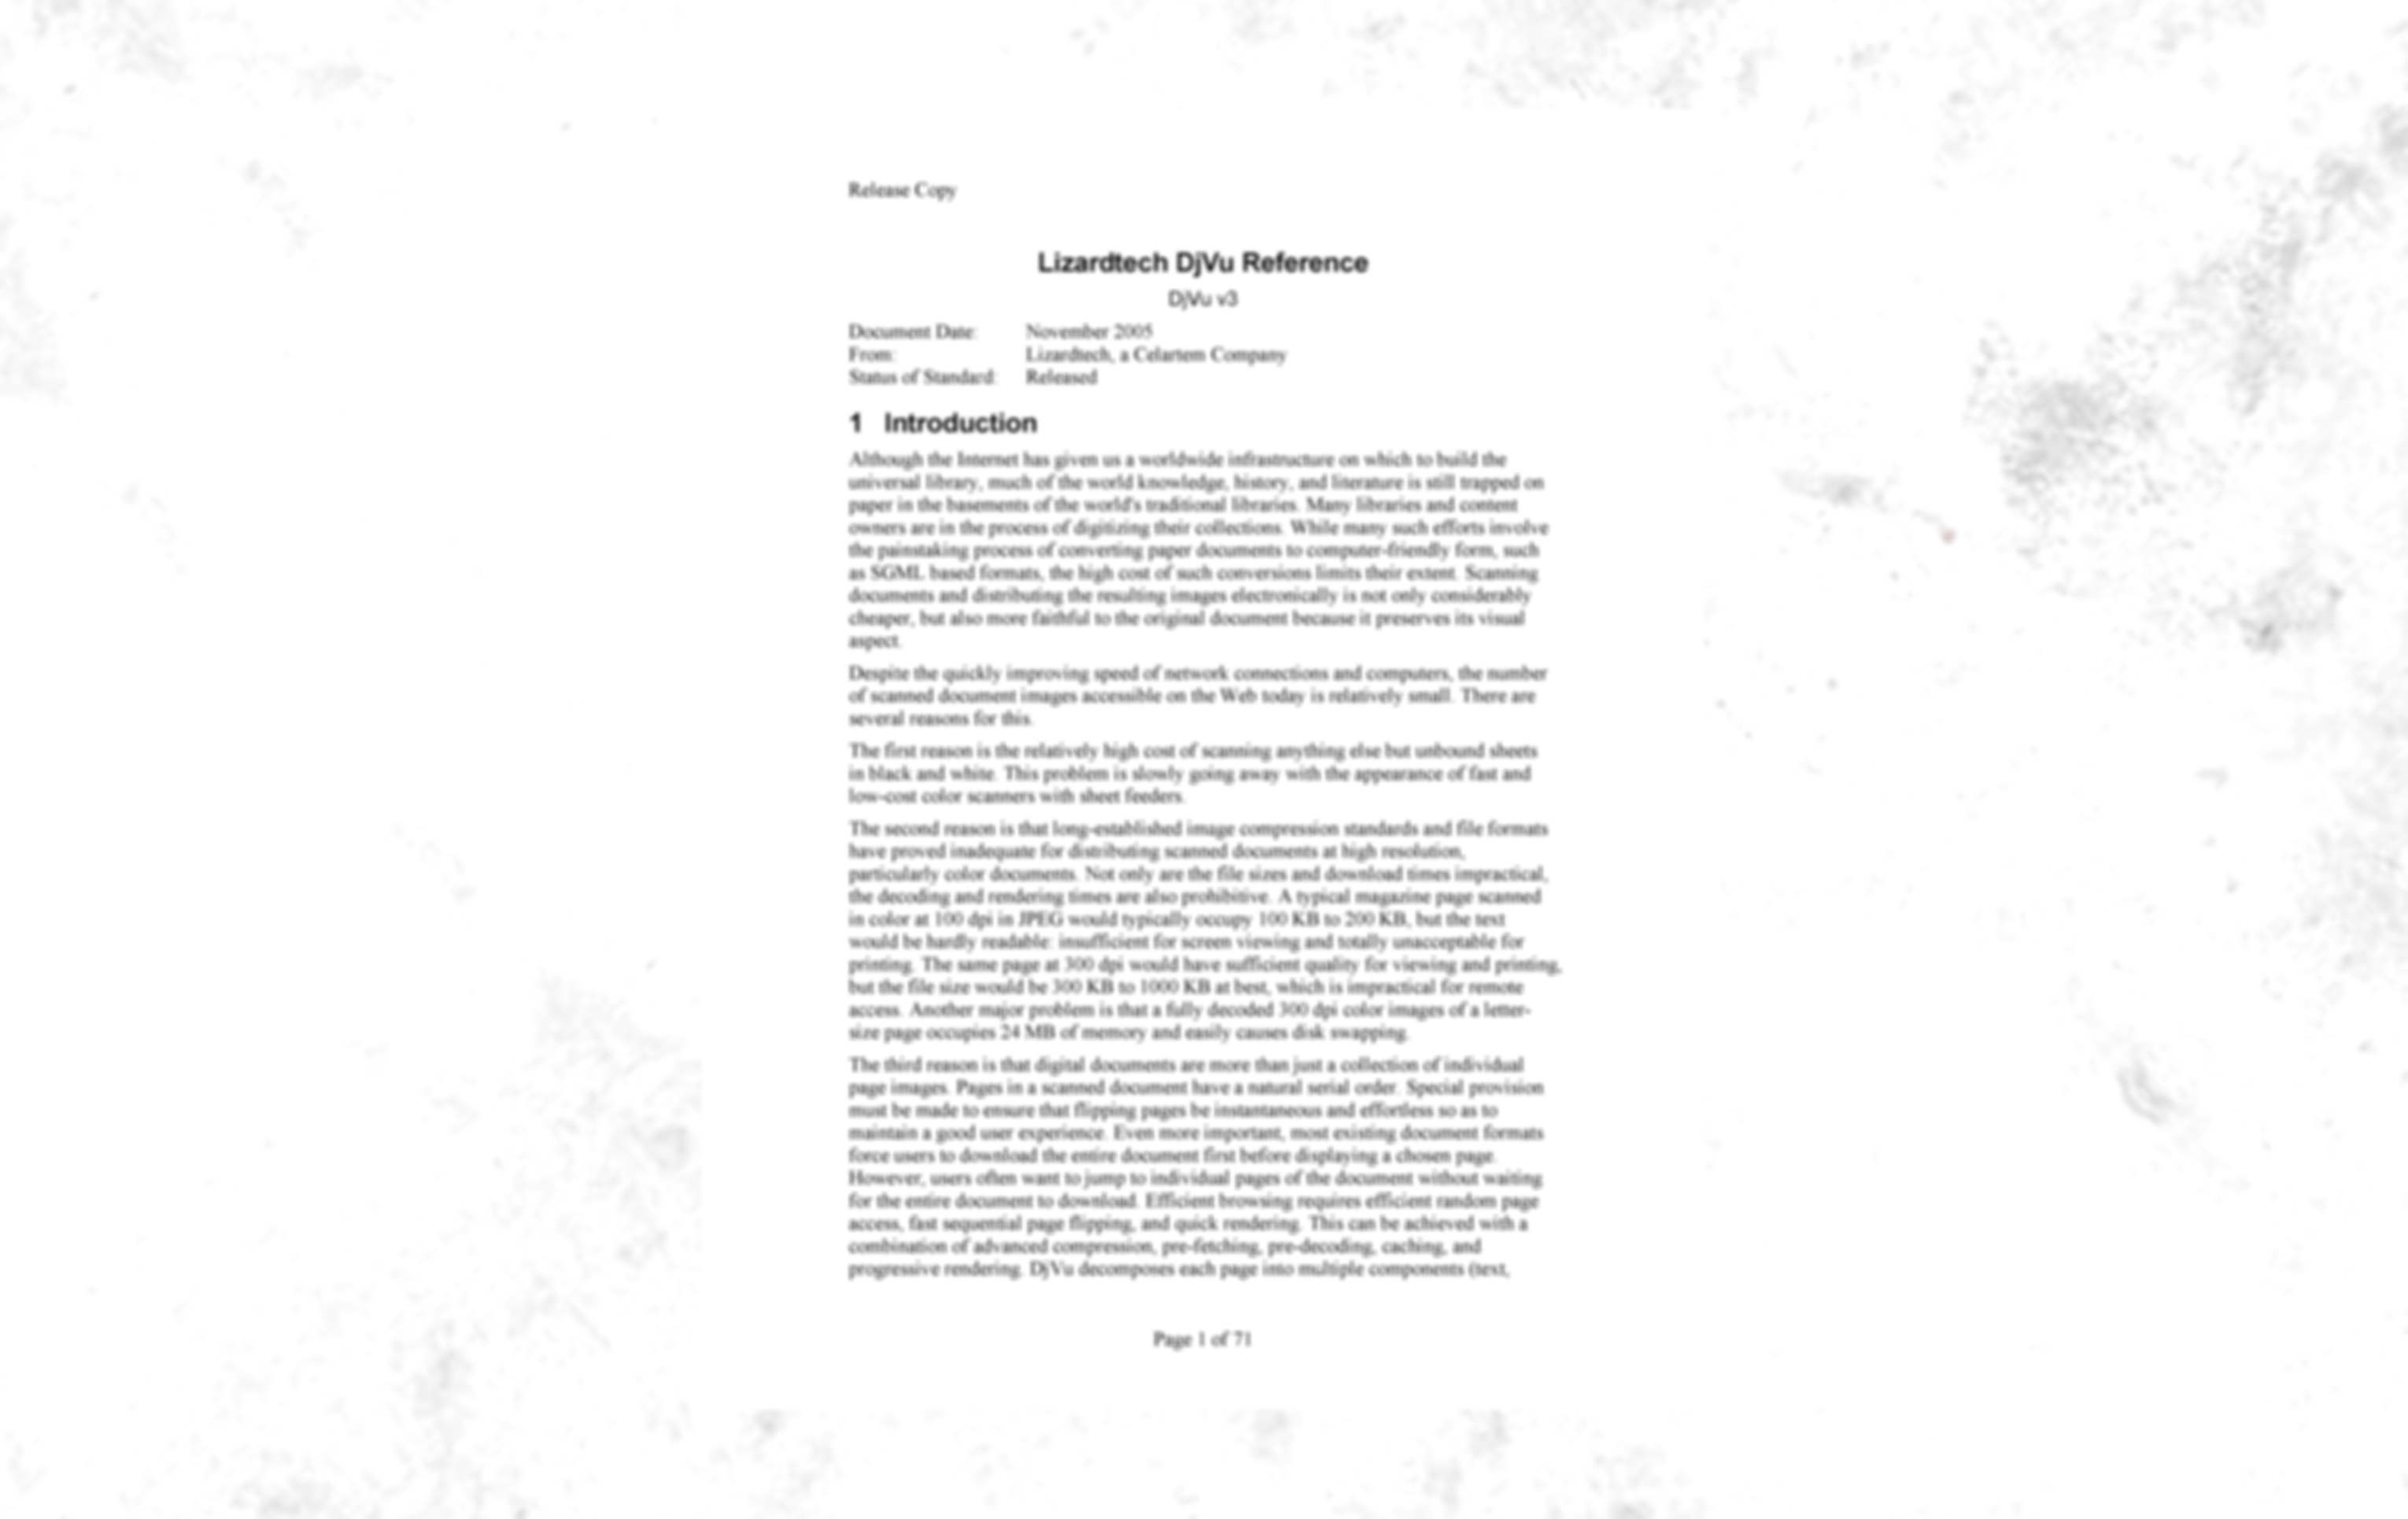 Release Copy
Lizardtech DjVu Reference
DjVu v3
Document Date: November 2005
From: Lizardtech, a Celartem Company
Status of Standard: Released
1 Introduction
Although the Internet has given us a worldwide infrastructure on which to build the
universal library, much of the world knowledge, history, and literature is still trapped on
paper in the basements of the world's traditional libraries. Many libraries and content
owners are in the process of digitizing their collections. While many such efforts involve
the painstaking process of converting paper documents to computer-friendly form, such
as SGML based formats, the high cost of such conversions limits their extent. Scanning
documents and distributing the resulting images electronically is not only considerably
cheaper, but also more faithful to the original document because it preserves its visual
aspect.
Despite the quickly improving speed of network connections and computers, the number
of scanned document images accessible on the Web today is relatively small. There are
several reasons for this.
The first reason is the relatively high cost of scanning anything else but unbound sheets
in black and white. This problem is slowly going away with the appearance of fast and
low-cost color scanners with sheet feeders.
The second reason is that long-established image compression standards and file formats
have proved inadequate for distributing scanned documents at high resolution,
particularly color documents. Not only are the file sizes and download times impractical,
the decoding and rendering times are also prohibitive. A typical magazine page scanned
in color at 100 dpi in JPEG would typically occupy 100 KB to 200 KB, but the text
would be hardly readable: insufficient for screen viewing and totally unacceptable for
printing. The same page at 300 dpi would have sufficient quality for viewing and printing,
but the file size would be 300 KB to 1000 KB at best, which is impractical for remote
access. Another major problem is that a fully decoded 300 dpi color images of a letter-
size page occupies 24 MB of memory and easily causes disk swapping.
The third reason is that digital documents are more than just a collection of individual
page images. Pages in a scanned document have a natural serial order. Special provision
must be made to ensure that flipping pages be instantaneous and effortless so as to
maintain a good user experience. Even more important, most existing document formats
force users to download the entire document first before displaying a chosen page.
However, users often want to jump to individual pages of the document without waiting
for the entire document to download. Efficient browsing requires efficient random page
access, fast sequential page flipping, and quick rendering. This can be achieved with a
combination of advanced compression, pre-fetching, pre-decoding, caching, and
progressive rendering. DjVu decomposes each page into multiple components (text,
Page 1 of 71